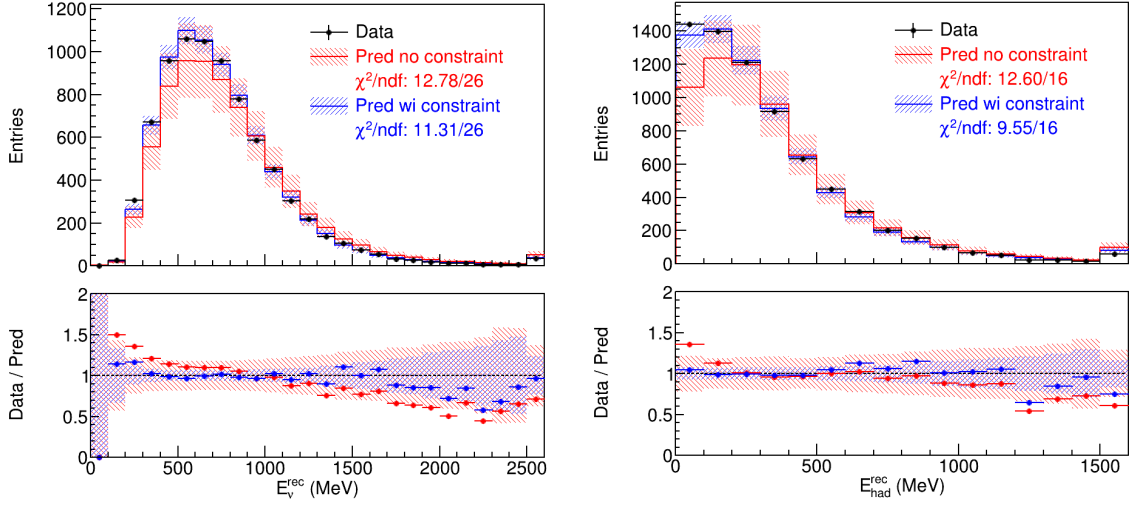 Entries
1200
1000
800
600
400
200
0
Data
Pred no constraint
χ²/ndf: 12.78/26
Pred wi constraint
χ²/ndf: 11.31/26
Data / Pred
2
1.5
1
0.5
0
0 500 1000 1500 2000 2500
E_ν^rec (MeV)
Entries
1400
1200
1000
800
600
400
200
0
Data
Pred no constraint
χ²/ndf: 12.60/16
Pred wi constraint
χ²/ndf: 9.55/16
Data / Pred
2
1.5
1
0.5
0
0 500 1000 1500
E_had^rec (MeV)